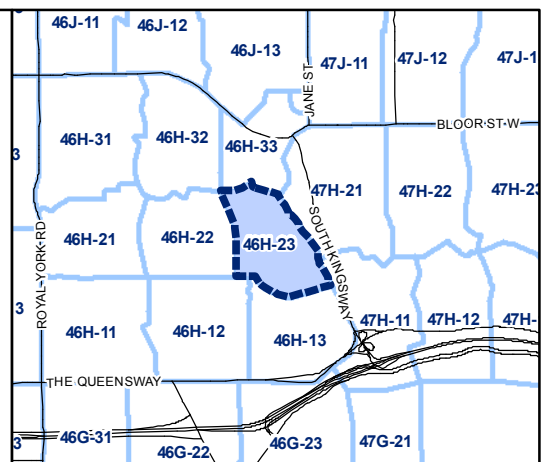 46J-11
46J-12
46J-13
47J-11
47J-12
47J-1
JANE ST
BLOOR ST W
46H-31
46H-32
46H-33
3
47H-21
47H-22
47H-23
46H-21
46H-22
46H-23
SOUTH KINGSWAY
ROYAL YORK RD
3
46H-11
46H-12
46H-13
47H-11
47H-12
47H-
THE QUEENSWAY
3
46G-31
46G-22
46G-23
47G-21